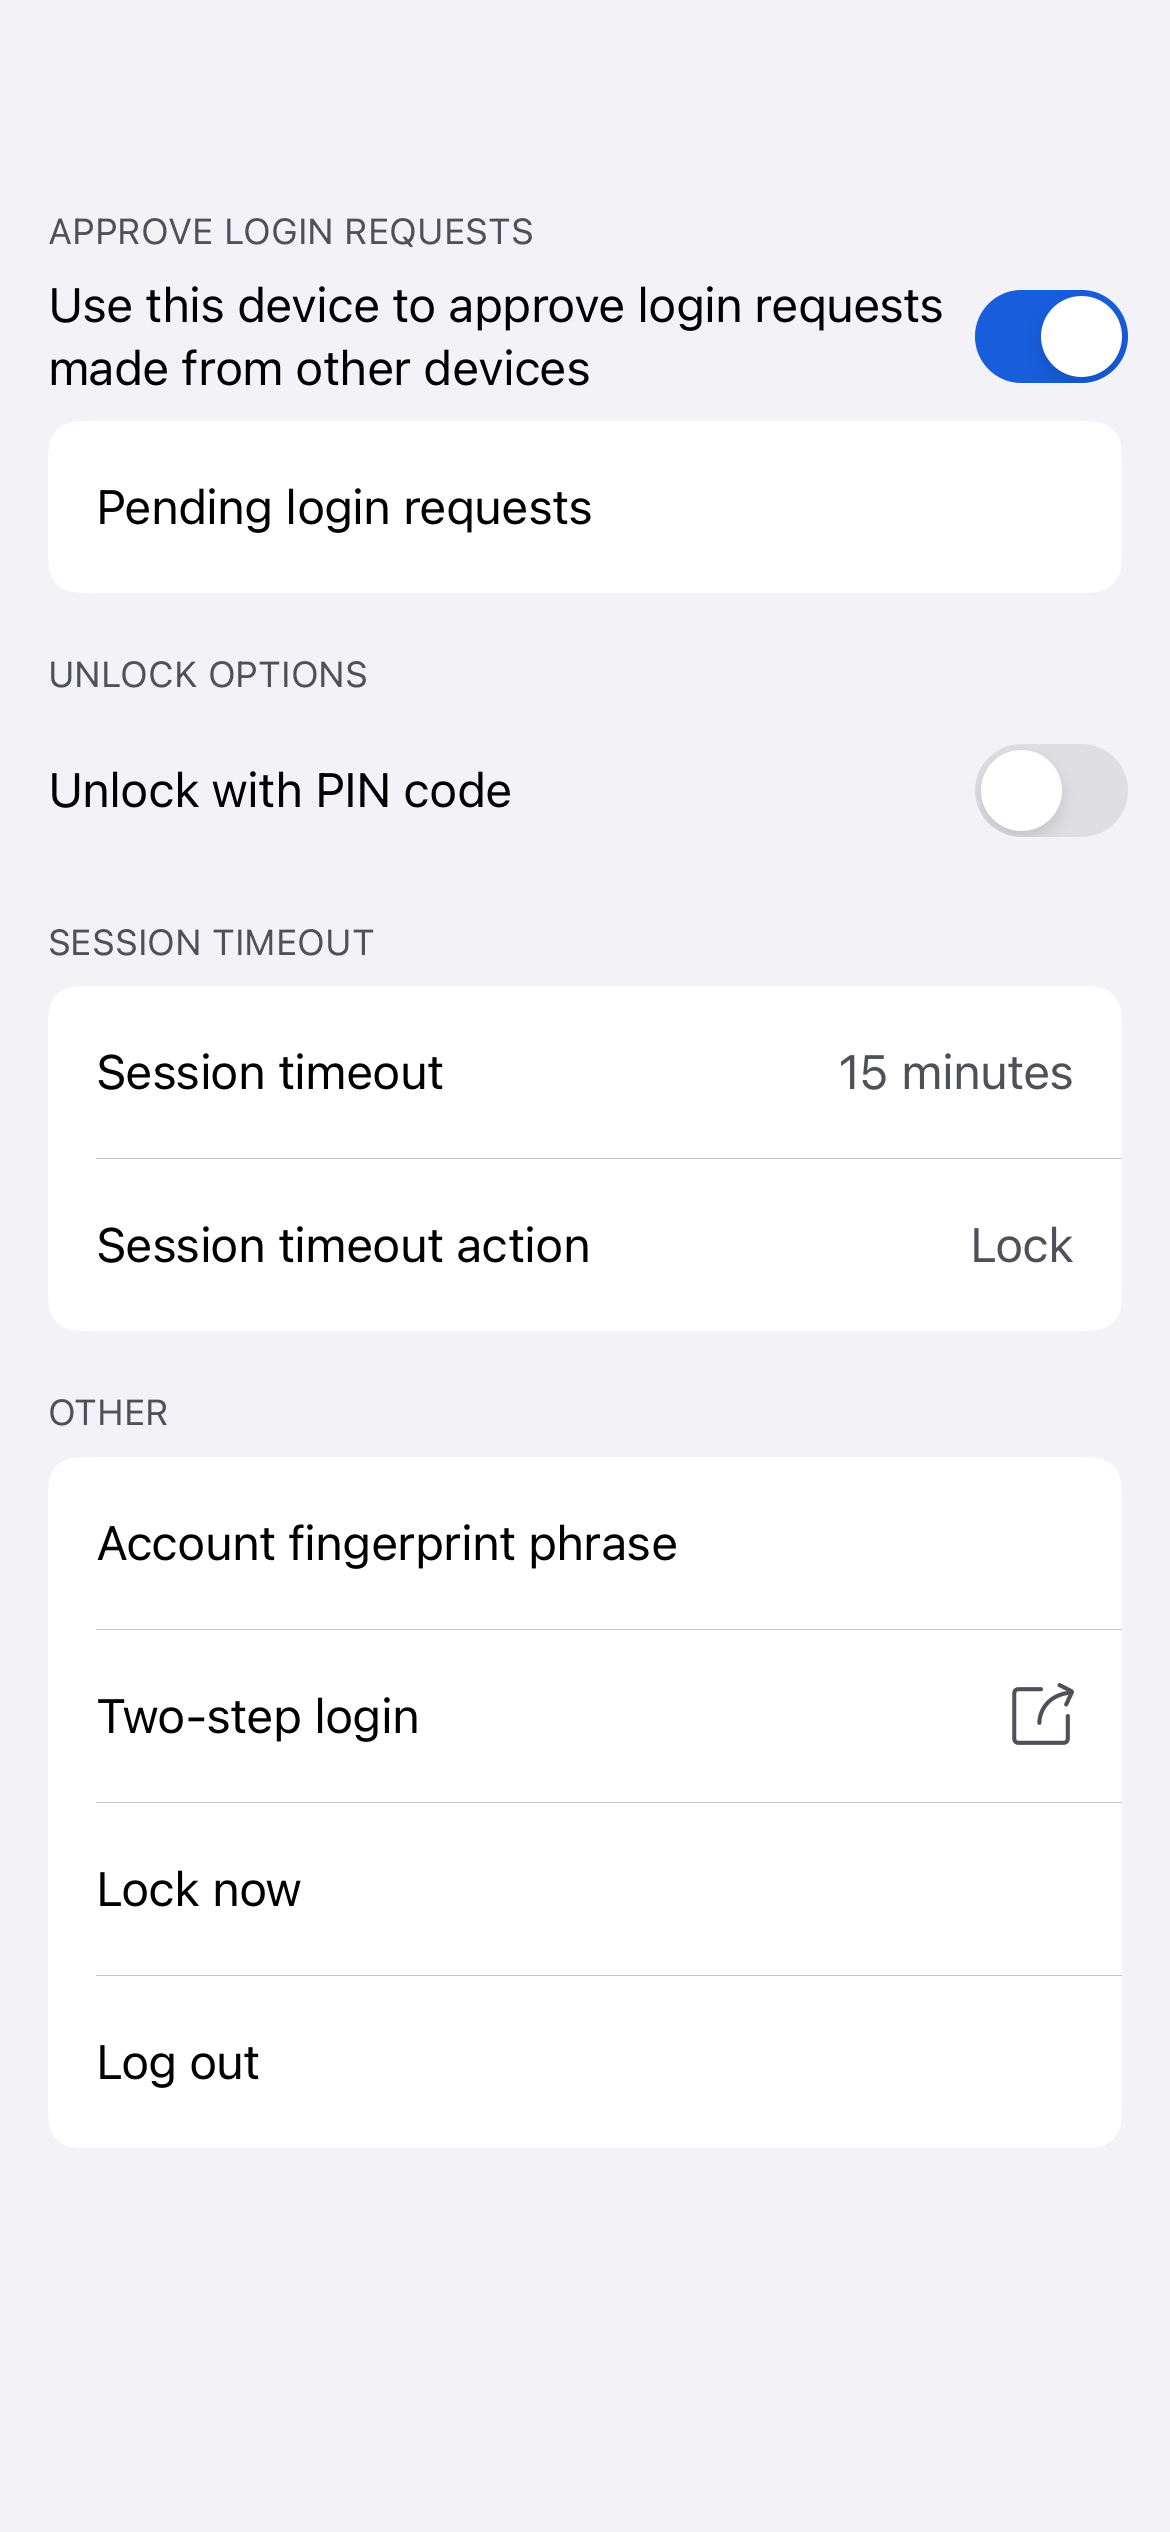 APPROVE LOGIN REQUESTS
Use this device to approve login requests
made from other devices
Pending login requests
UNLOCK OPTIONS
Unlock with PIN code
SESSION TIMEOUT
Session timeout 15 minutes
Session timeout action Lock
OTHER
Account fingerprint phrase
Two-step login
Lock now
Log out